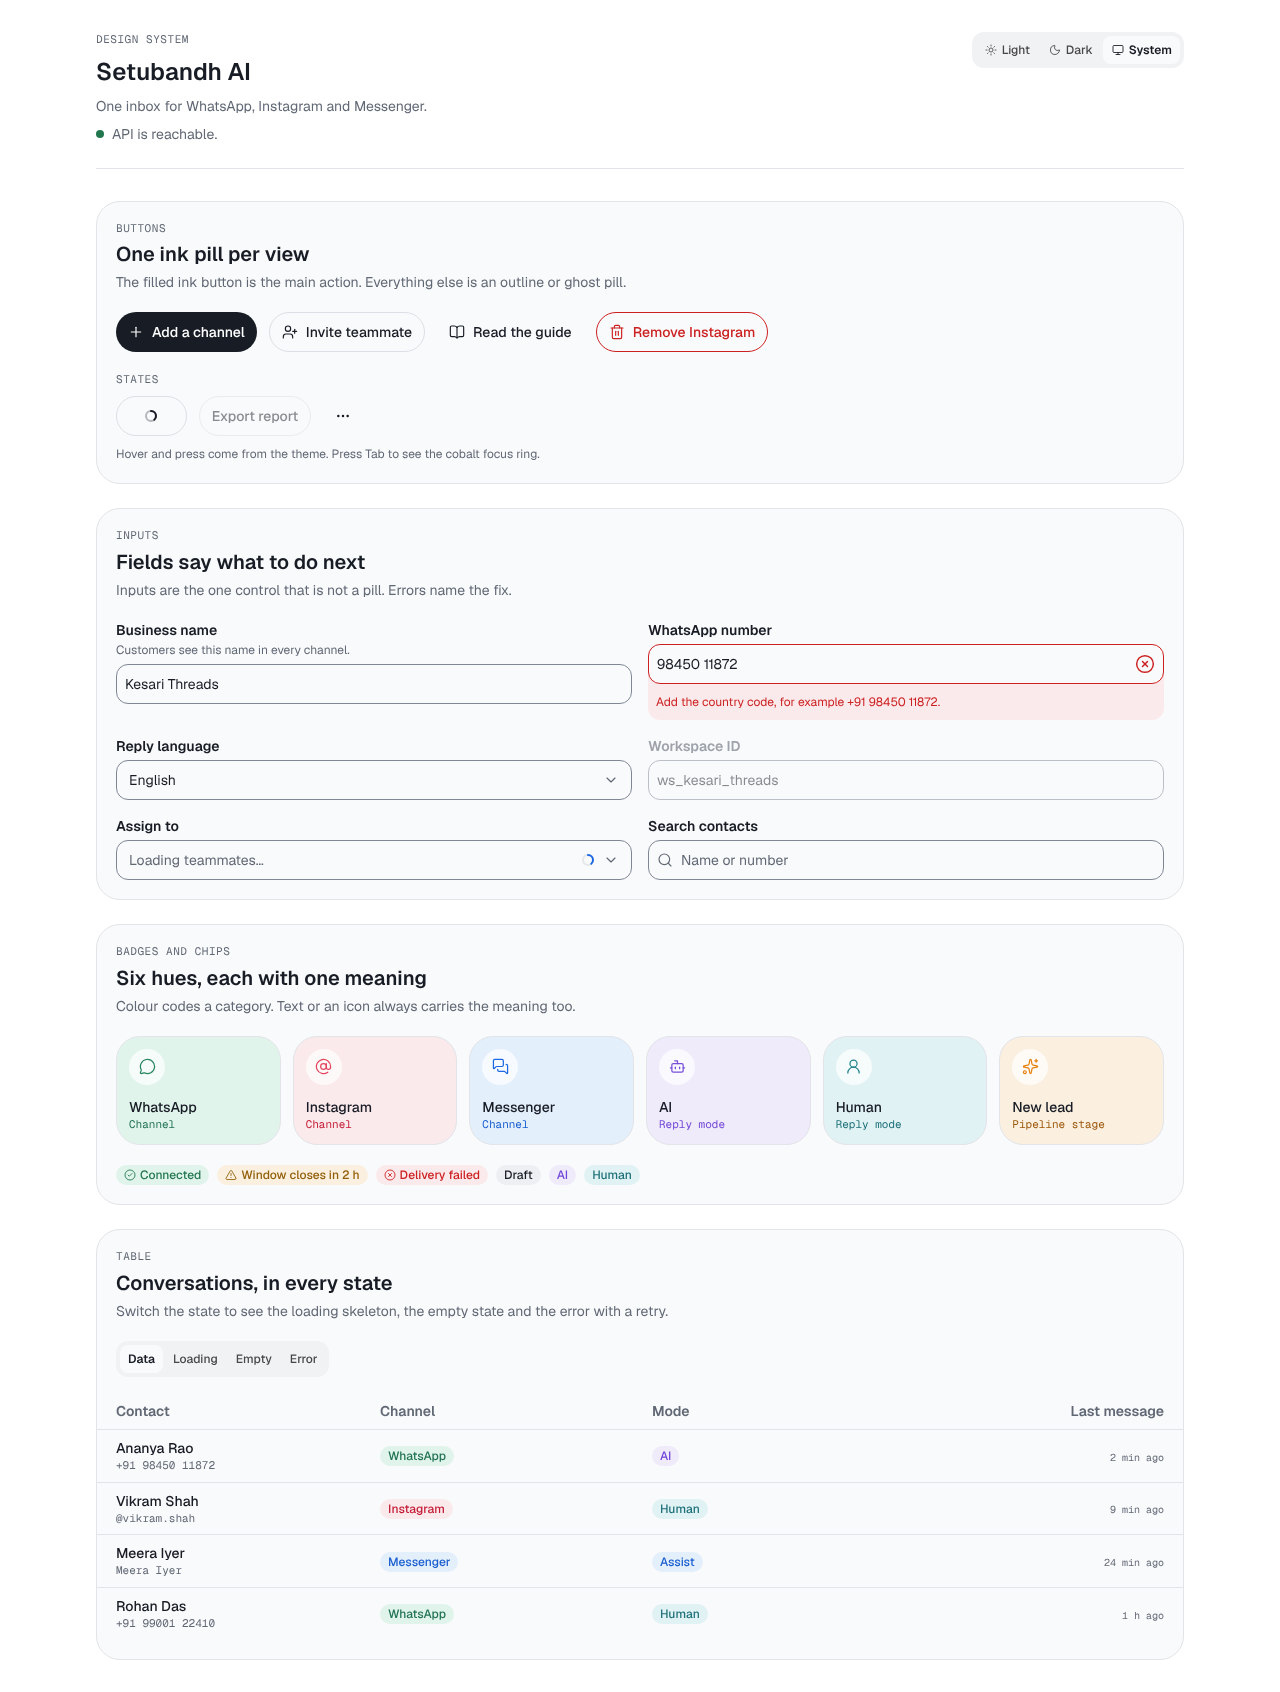 DESIGN SYSTEM
Setubandh AI
One inbox for WhatsApp, Instagram and Messenger.
API is reachable.
Light Dark System
BUTTONS
One ink pill per view
The filled ink button is the main action. Everything else is an outline or ghost pill.
Add a channel Invite teammate Read the guide Remove Instagram
STATES
Export report
Hover and press come from the theme. Press Tab to see the cobalt focus ring.
INPUTS
Fields say what to do next
Inputs are the one control that is not a pill. Errors name the fix.
Business name
Customers see this name in every channel.
Kesari Threads
WhatsApp number
98450 11872
Add the country code, for example +91 98450 11872.
Reply language
English
Workspace ID
ws_kesari_threads
Assign to
Loading teammates...
Search contacts
Name or number
BADGES AND CHIPS
Six hues, each with one meaning
Colour codes a category. Text or an icon always carries the meaning too.
WhatsApp
Channel
Instagram
Channel
Messenger
Channel
AI
Reply mode
Human
Reply mode
New lead
Pipeline stage
Connected Window closes in 2 h Delivery failed Draft AI Human
TABLE
Conversations, in every state
Switch the state to see the loading skeleton, the empty state and the error with a retry.
Data Loading Empty Error
Contact Channel Mode Last message
Ananya Rao
+91 98450 11872
WhatsApp AI 2 min ago
Vikram Shah
@vikram.shah
Instagram Human 9 min ago
Meera Iyer
Meera Iyer
Messenger Assist 24 min ago
Rohan Das
+91 99001 22410
WhatsApp Human 1 h ago